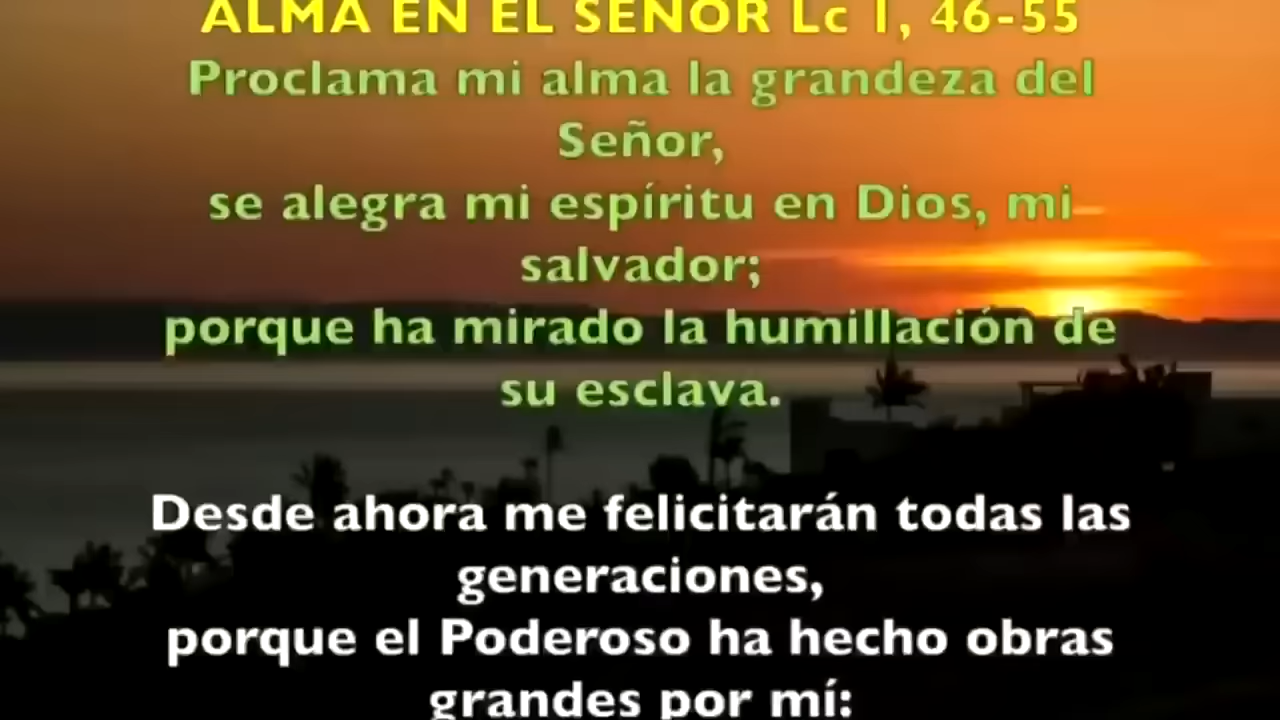 ALMA EN EL SEÑOR Lc 1, 46-55
Proclama mi alma la grandeza del
Señor,
se alegra mi espíritu en Dios, mi
salvador;
porque ha mirado la humillación de
su esclava.
Desde ahora me felicitarán todas las
generaciones,
porque el Poderoso ha hecho obras
grandes por mí: